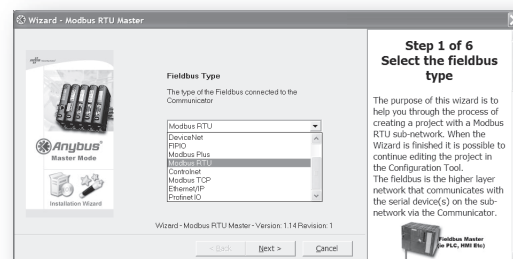 Wizard - Modbus RTU Master
Anybus®
Master Mode
Installation Wizard
Fieldbus Type
The type of the Fieldbus connected to the
Communicator
Modbus RTU
DeviceNet
FIPIO
Modbus Plus
Modbus RTU
Controlnet
Modbus TCP
Ethernet/IP
Profinet IO
Wizard - Modbus RTU Master - Version: 1.14 Revision: 1
< Back
Next >
Cancel
Step 1 of 6
Select the fieldbus
type
The purpose of this wizard is to
help you through the process of
creating a project with a Modbus
RTU sub-network. When the
Wizard is finished it is possible to
continue editing the project in
the Configuration Tool.
The fieldbus is the higher layer
network that communicates with
the serial device(s) on the sub-
network via the Communicator.
Fieldbus Master
(ie PLC, HMI Etc)